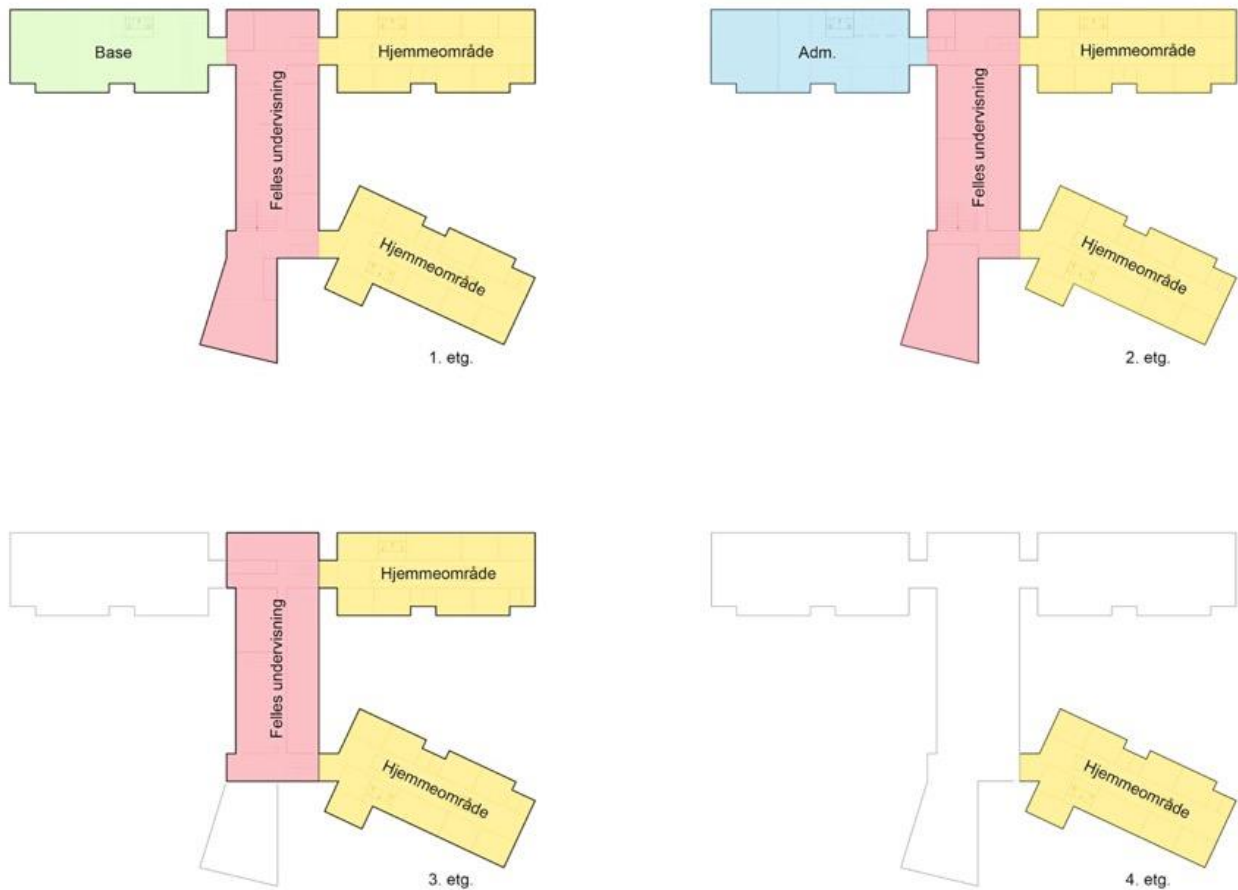 Base
Felles undervisning
Hjemmeområde
Hjemmeområde
1. etg.
Adm.
Felles undervisning
Hjemmeområde
Hjemmeområde
2. etg.
Felles undervisning
Hjemmeområde
Hjemmeområde
3. etg.
Hjemmeområde
4. etg.